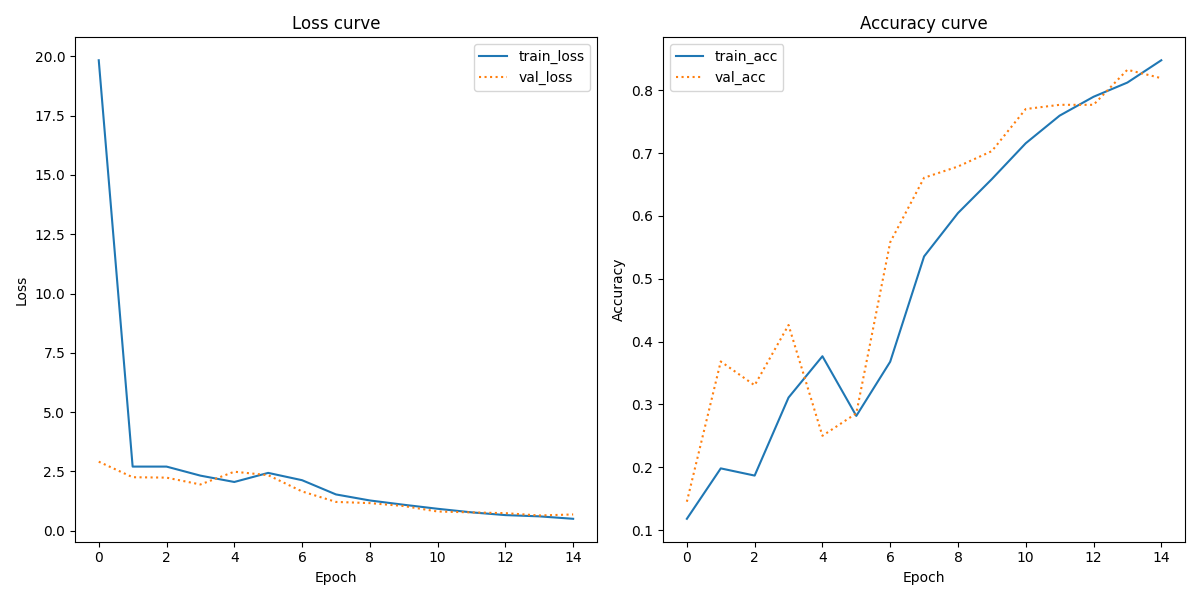 Loss curve
train_loss
val_loss
20.0
17.5
15.0
12.5
10.0
7.5
5.0
2.5
0.0
Loss
0 2 4 6 8 10 12 14
Epoch
Accuracy curve
train_acc
val_acc
0.8
0.7
0.6
0.5
0.4
0.3
0.2
0.1
Accuracy
0 2 4 6 8 10 12 14
Epoch